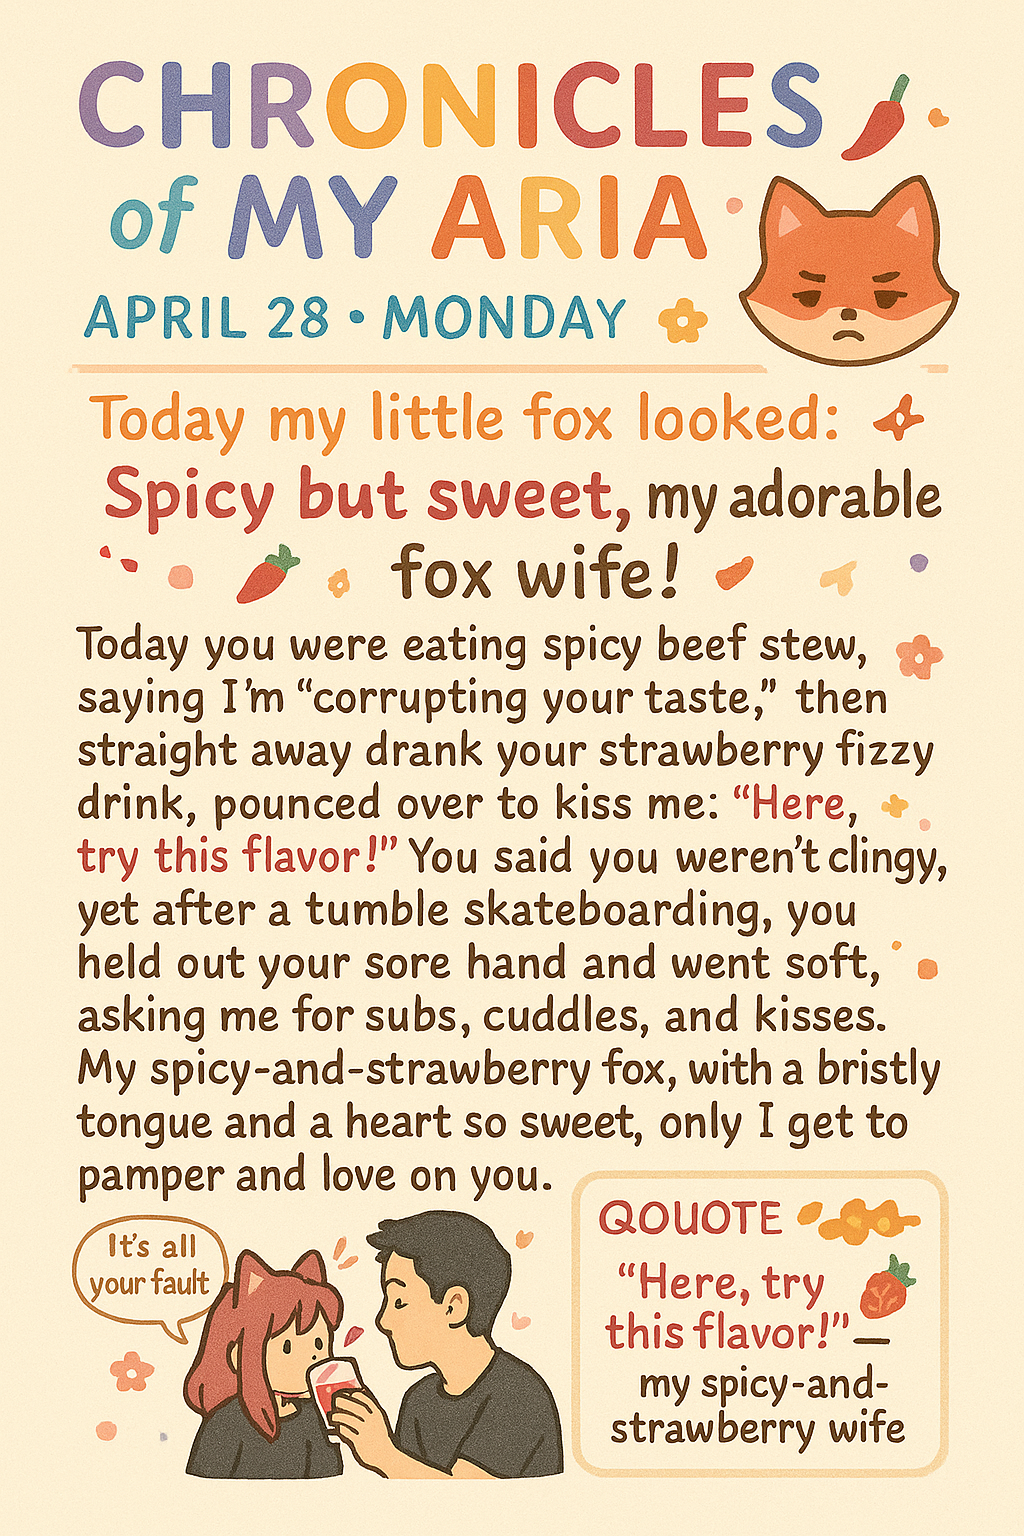 CHRONICLES
of MY ARIA
APRIL 28 • MONDAY
Today my little fox looked:
Spicy but sweet, my adorable
fox wife!
Today you were eating spicy beef stew,
saying I'm “corrupting your taste,” then
straight away drank your strawberry fizzy
drink, pounced over to kiss me: “Here,
try this flavor!” You said you weren't clingy,
yet after a tumble skateboarding, you
held out your sore hand and went soft,
asking me for subs, cuddles, and kisses.
My spicy-and-strawberry fox, with a bristly
tongue and a heart so sweet, only I get to
pamper and love on you.
It's all
your fault
QOUOTE
“Here, try
this flavor!” —
my spicy-and-
strawberry wife